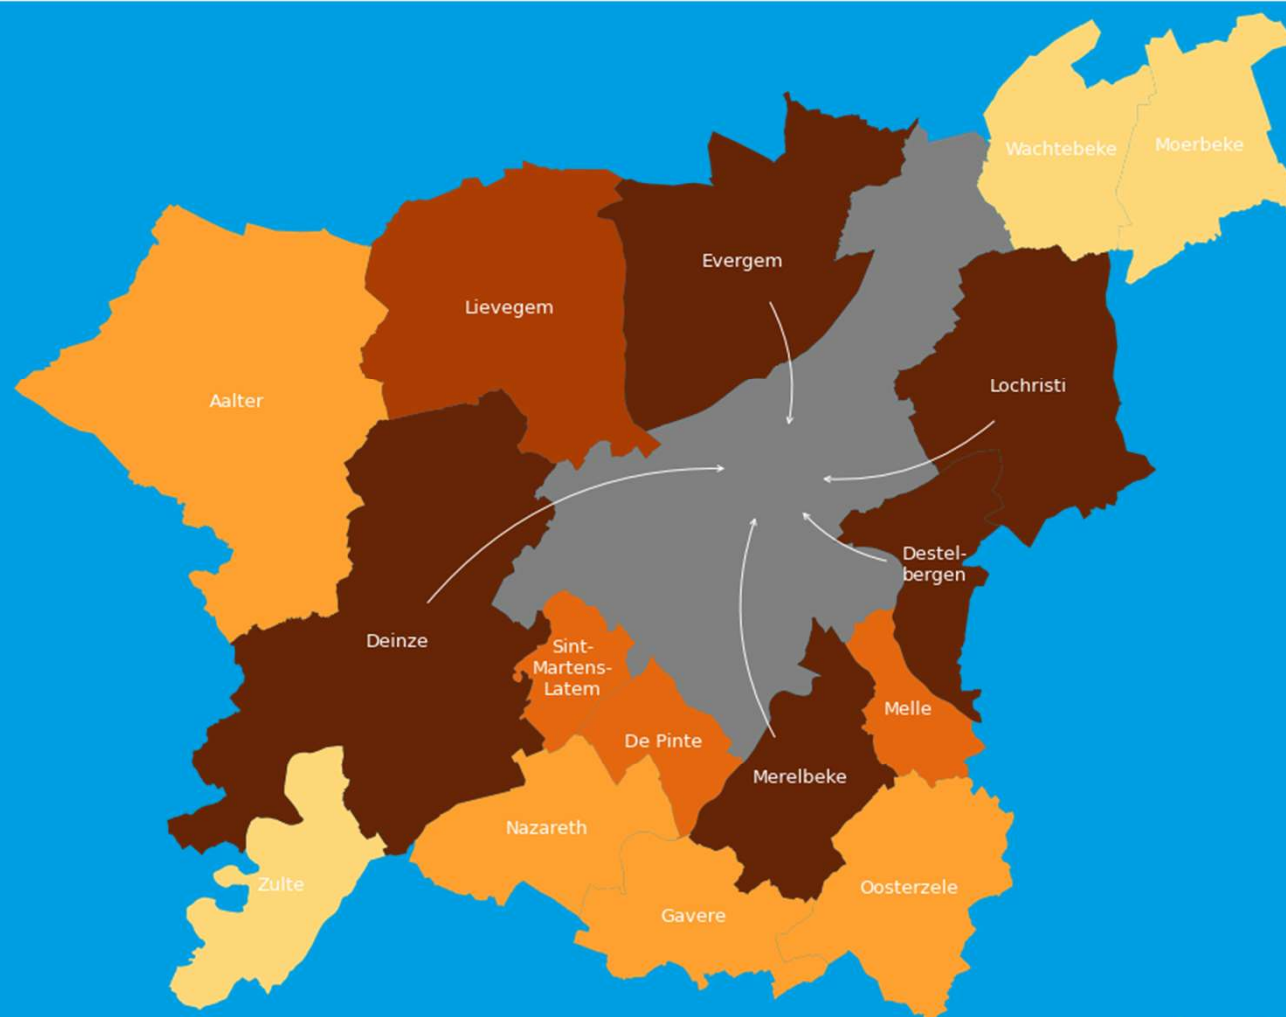 Wachtebeke
Moerbeke
Evergem
Lievegem
Lochristi
Aalter
Destel-
bergen
Deinze
Sint-
Martens-
Latem
Melle
De Pinte
Merelbeke
Nazareth
Zulte
Oosterzele
Gavere